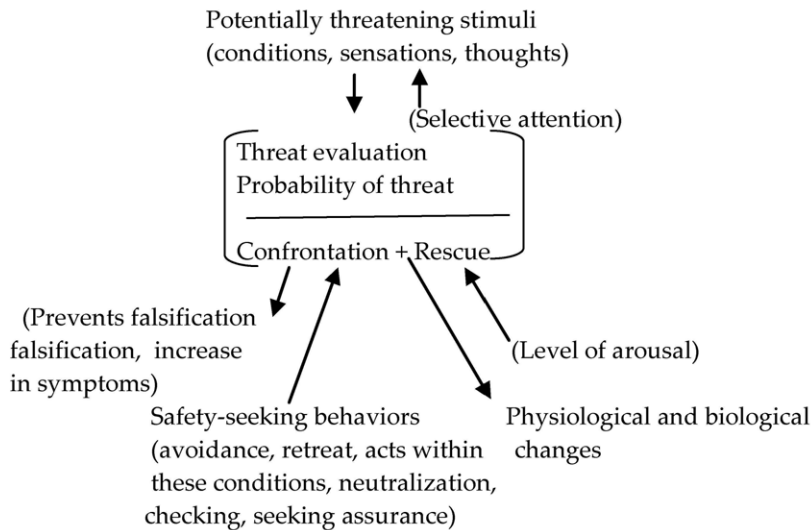 Potentially threatening stimuli
(conditions, sensations, thoughts)
(Selective attention)
Threat evaluation
Probability of threat
Confrontation + Rescue
(Prevents falsification
falsification, increase
in symptoms)
(Level of arousal)
Safety-seeking behaviors
(avoidance, retreat, acts within
these conditions, neutralization,
checking, seeking assurance)
Physiological and biological
changes